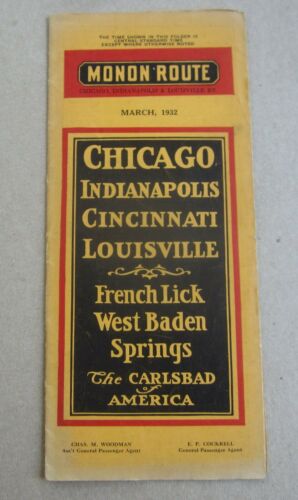 THE TIME SHOWN IN THIS FOLDER IS
CENTRAL STANDARD TIME
EXCEPT WHERE OTHERWISE NOTED
MONON ROUTE
CHICAGO, INDIANAPOLIS & LOUISVILLE RY.
MARCH, 1932
CHICAGO
INDIANAPOLIS
CINCINNATI
LOUISVILLE
French Lick
West Baden
Springs
The CARLSBAD
of
AMERICA
CHAS. M. WOODMAN
Ass't General Passenger Agent
E. P. COCKRELL
General Passenger Agent